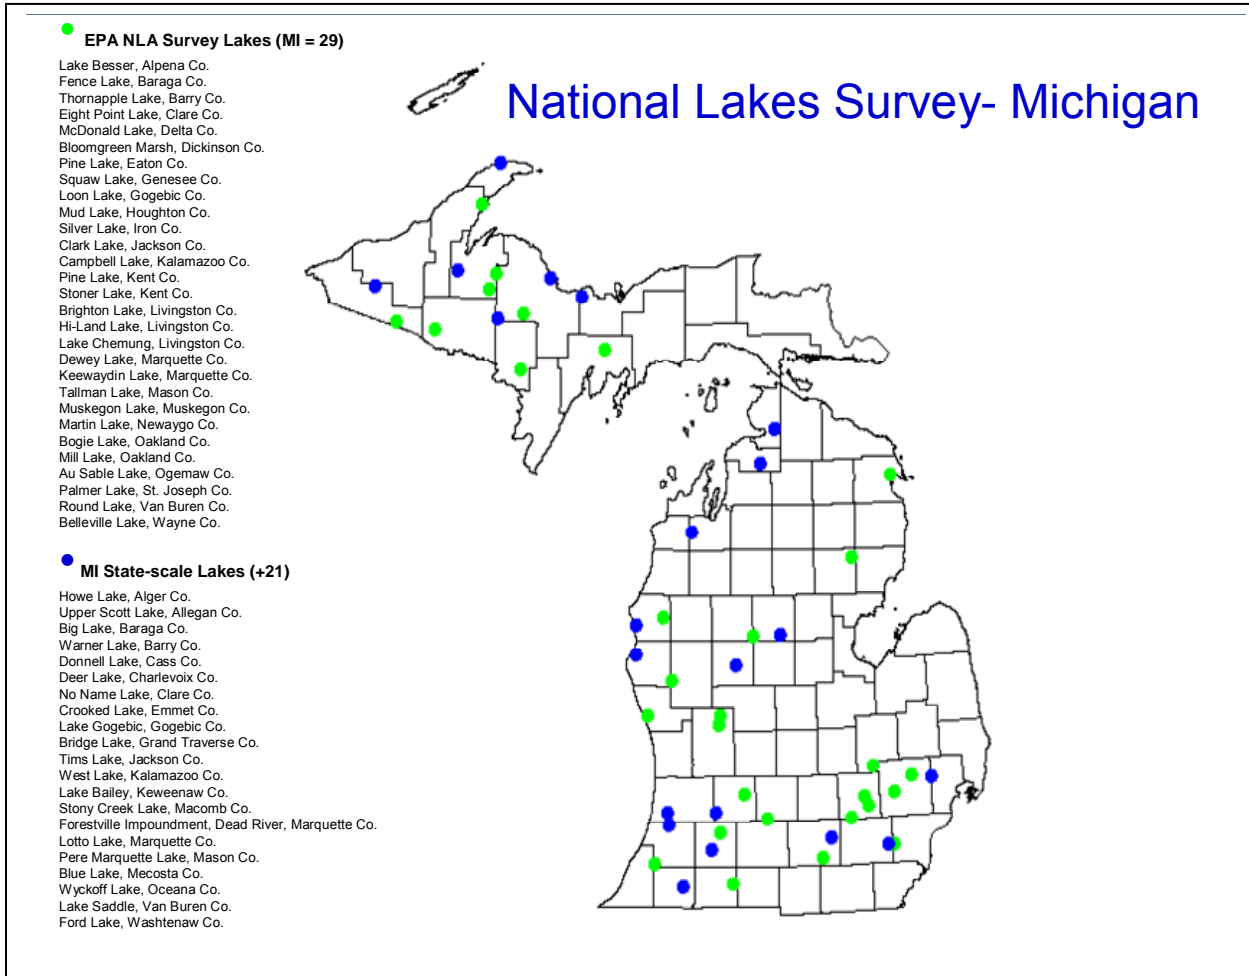 EPA NLA Survey Lakes (MI = 29)
Lake Besser, Alpena Co.
Fence Lake, Baraga Co.
Thornapple Lake, Barry Co.
Eight Point Lake, Clare Co.
McDonald Lake, Delta Co.
Bloomgreen Marsh, Dickinson Co.
Pine Lake, Eaton Co.
Squaw Lake, Genesee Co.
Loon Lake, Gogebic Co.
Mud Lake, Houghton Co.
Silver Lake, Iron Co.
Clark Lake, Jackson Co.
Campbell Lake, Kalamazoo Co.
Pine Lake, Kent Co.
Stoner Lake, Kent Co.
Brighton Lake, Livingston Co.
Hi-Land Lake, Livingston Co.
Lake Chemung, Livingston Co.
Dewey Lake, Marquette Co.
Keewaydin Lake, Marquette Co.
Tallman Lake, Mason Co.
Muskegon Lake, Muskegon Co.
Martin Lake, Newaygo Co.
Bogie Lake, Oakland Co.
Mill Lake, Oakland Co.
Au Sable Lake, Ogemaw Co.
Palmer Lake, St. Joseph Co.
Round Lake, Van Buren Co.
Belleville Lake, Wayne Co.
MI State-scale Lakes (+21)
Howe Lake, Alger Co.
Upper Scott Lake, Allegan Co.
Big Lake, Baraga Co.
Warner Lake, Barry Co.
Donnell Lake, Cass Co.
Deer Lake, Charlevoix Co.
No Name Lake, Clare Co.
Crooked Lake, Emmet Co.
Lake Gogebic, Gogebic Co.
Bridge Lake, Grand Traverse Co.
Tims Lake, Jackson Co.
West Lake, Kalamazoo Co.
Lake Bailey, Keweenaw Co.
Stony Creek Lake, Macomb Co.
Forestville Impoundment, Dead River, Marquette Co.
Lotto Lake, Marquette Co.
Pere Marquette Lake, Mason Co.
Blue Lake, Mecosta Co.
Wyckoff Lake, Oceana Co.
Lake Saddle, Van Buren Co.
Ford Lake, Washtenaw Co.
National Lakes Survey- Michigan